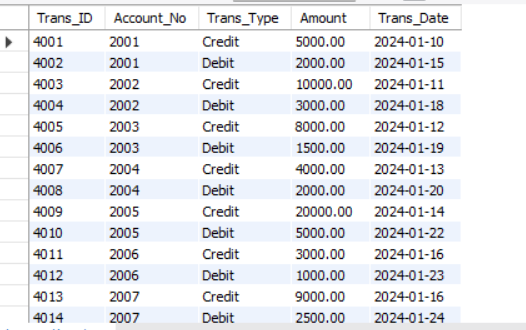 Trans_ID Account_No Trans_Type Amount Trans_Date
4001 2001 Credit 5000.00 2024-01-10
4002 2001 Debit 2000.00 2024-01-15
4003 2002 Credit 10000.00 2024-01-11
4004 2002 Debit 3000.00 2024-01-18
4005 2003 Credit 8000.00 2024-01-12
4006 2003 Debit 1500.00 2024-01-19
4007 2004 Credit 4000.00 2024-01-13
4008 2004 Debit 2000.00 2024-01-20
4009 2005 Credit 20000.00 2024-01-14
4010 2005 Debit 5000.00 2024-01-22
4011 2006 Credit 3000.00 2024-01-16
4012 2006 Debit 1000.00 2024-01-23
4013 2007 Credit 9000.00 2024-01-16
4014 2007 Debit 2500.00 2024-01-24